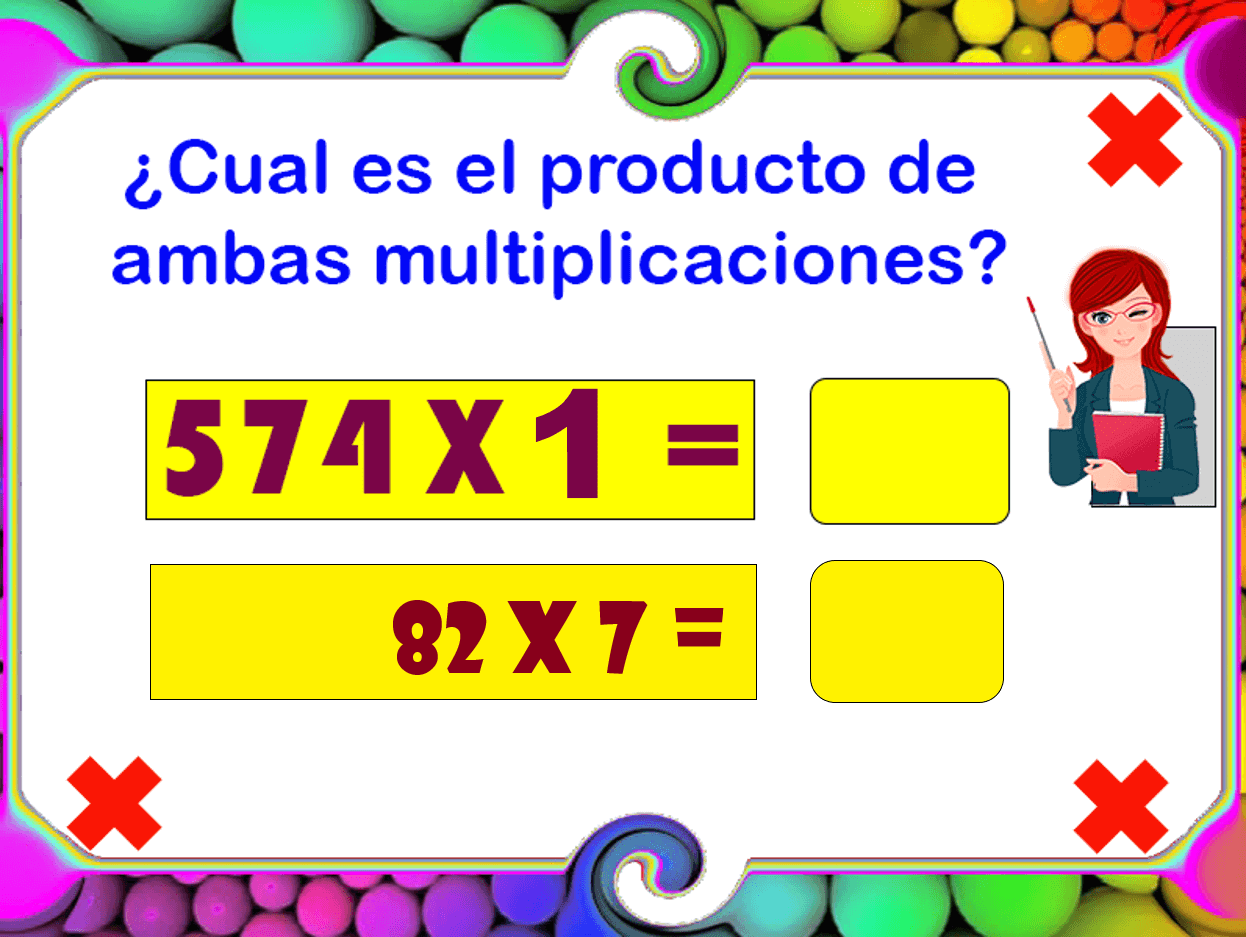 ¿Cual es el producto de
ambas multiplicaciones?
574 X 1 =
82 X 7 =